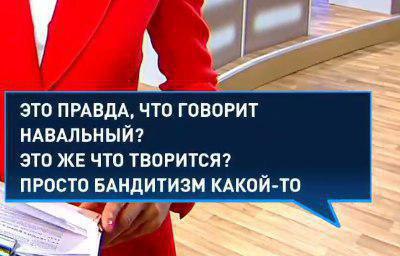 ЭТО ПРАВДА, ЧТО ГОВОРИТ
НАВАЛЬНЫЙ?
ЭТО ЖЕ ЧТО ТВОРИТСЯ?
ПРОСТО БАНДИТИЗМ КАКОЙ-ТО